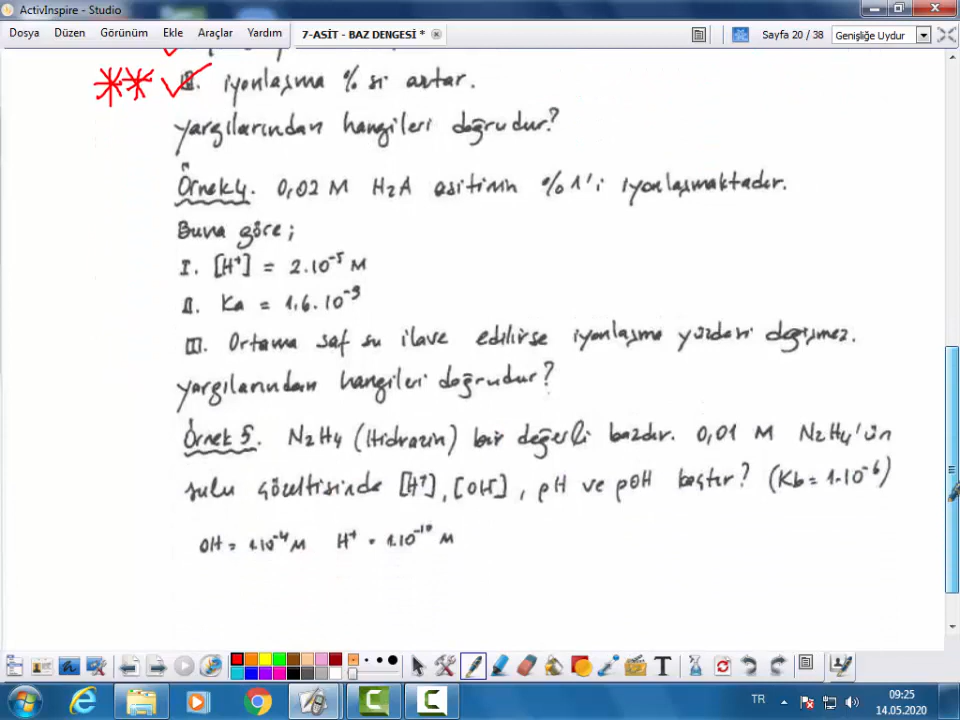 ActivInspire - Studio
Dosya Düzen Görünüm Ekle Araçlar Yardım 7-ASİT - BAZ DENGESİ * Sayfa 20 / 38 Genişliğe Uydur
iyonlaşma % si artar.
yargılarından hangileri doğrudur?
Örnek 4. 0,02 M H2A asitinin %1'i iyonlaşmaktadır.
Buna göre;
I. [H+] = 2.10-5 M
II. Ka = 1,6.10-9
III. Ortama saf su ilave edilirse iyonlaşma yüzdesi değişmez.
yargılarından hangileri doğrudur?
Örnek 5. N2H4 (Hidrazin) bir değerli bazdır. 0,01 M N2H4'ün
sulu çözeltisinde [H+], [OH-], pH ve pOH kaçtır? (Kb = 1.10-6)
OH = 1.10-4 M H+ = 1.10-10 M
TR 09:25
14.05.2020